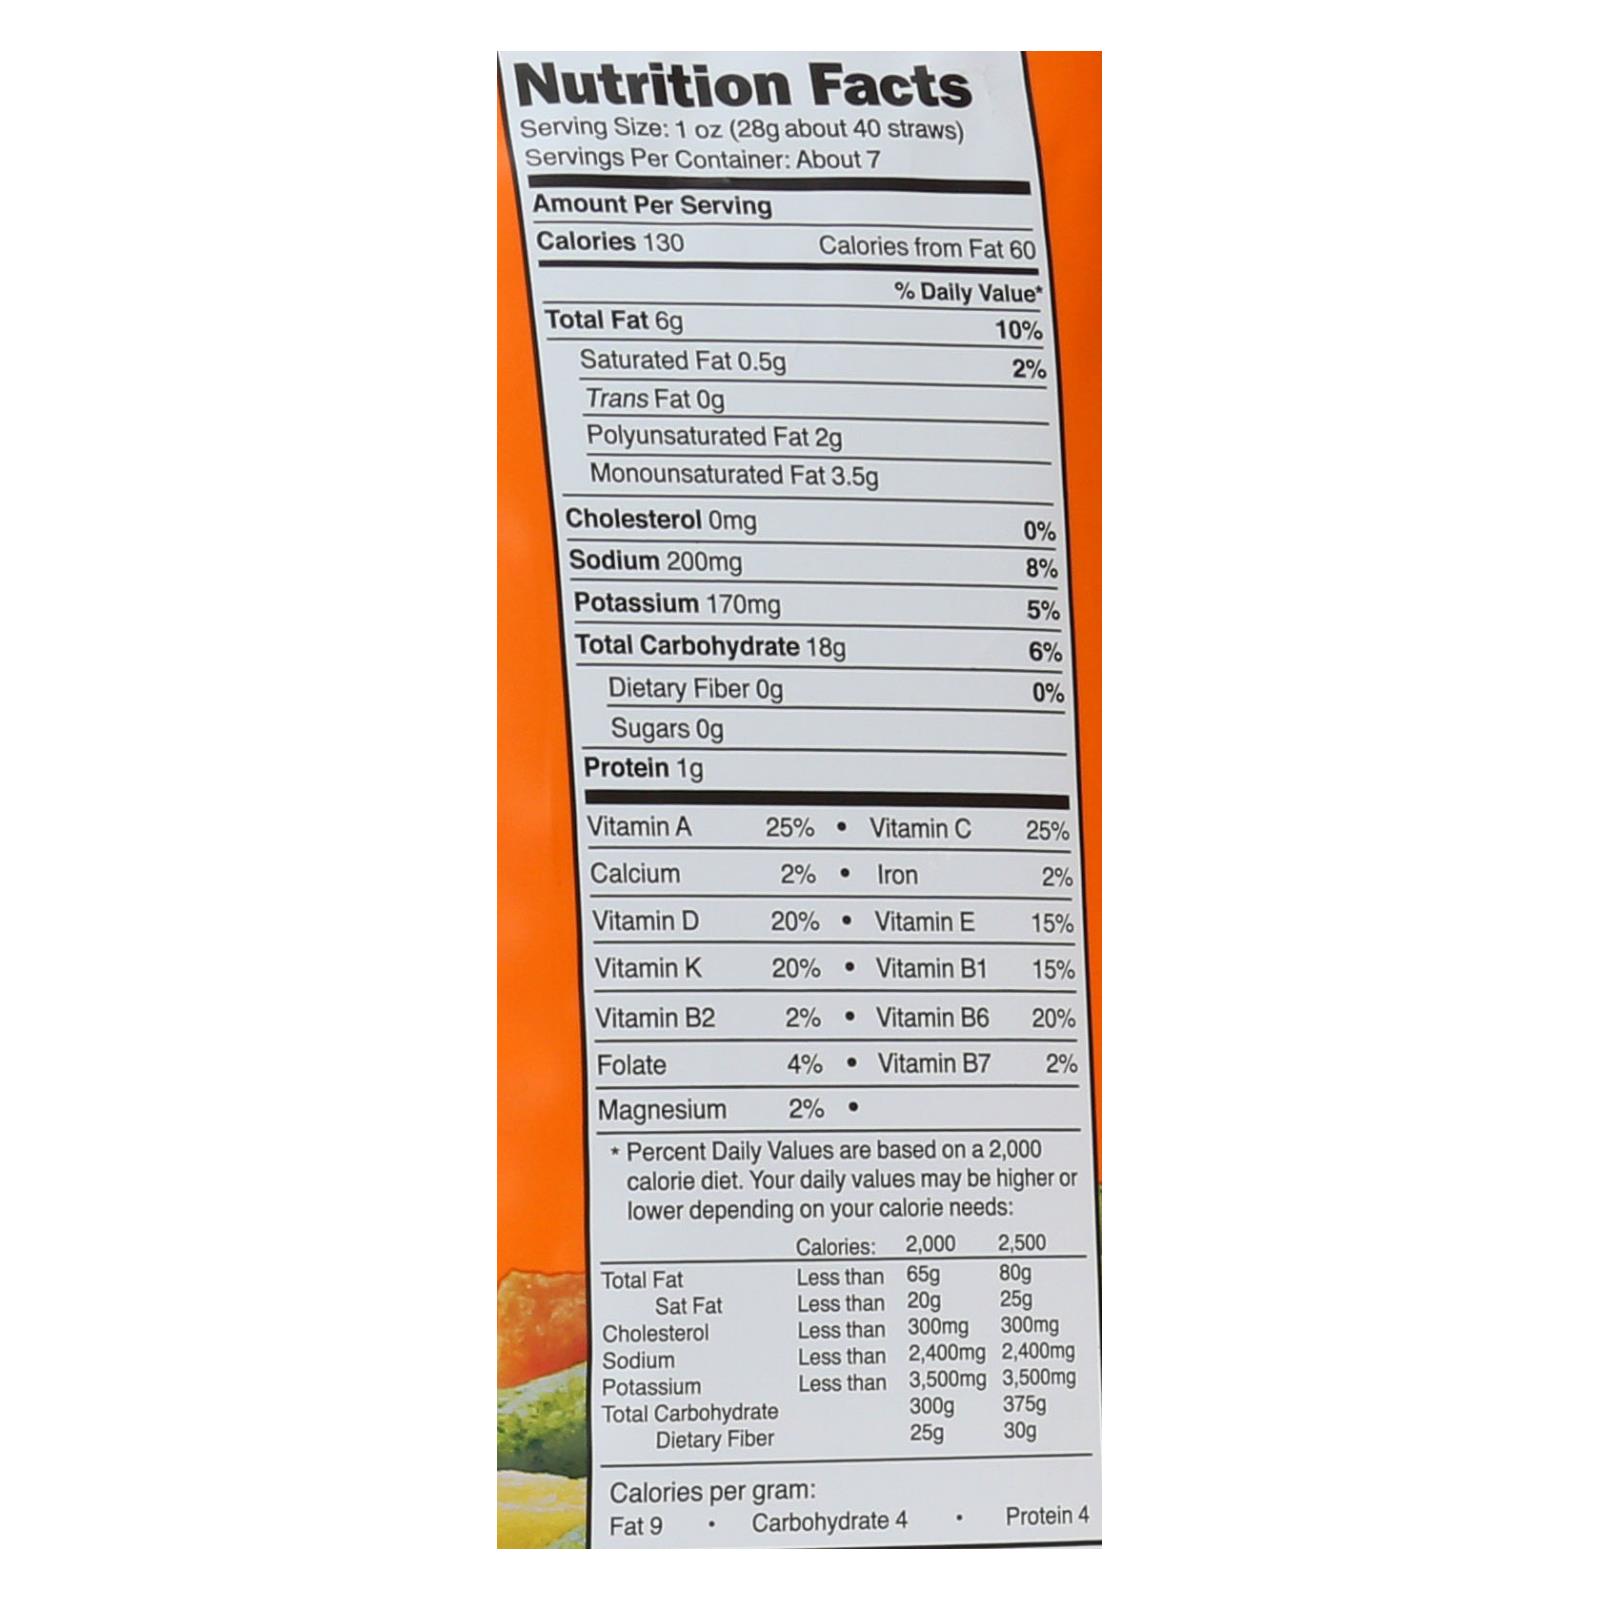 Nutrition Facts
Serving Size: 1 oz (28g about 40 straws)
Servings Per Container: About 7
Amount Per Serving
Calories 130 Calories from Fat 60
% Daily Value*
Total Fat 6g 10%
Saturated Fat 0.5g 2%
Trans Fat 0g
Polyunsaturated Fat 2g
Monounsaturated Fat 3.5g
Cholesterol 0mg 0%
Sodium 200mg 8%
Potassium 170mg 5%
Total Carbohydrate 18g 6%
Dietary Fiber 0g 0%
Sugars 0g
Protein 1g
Vitamin A 25% • Vitamin C 25%
Calcium 2% • Iron 2%
Vitamin D 20% • Vitamin E 15%
Vitamin K 20% • Vitamin B1 15%
Vitamin B2 2% • Vitamin B6 20%
Folate 4% • Vitamin B7 2%
Magnesium 2% •
* Percent Daily Values are based on a 2,000
calorie diet. Your daily values may be higher or
lower depending on your calorie needs:
Calories: 2,000 2,500
Total Fat Less than 65g 80g
Sat Fat Less than 20g 25g
Cholesterol Less than 300mg 300mg
Sodium Less than 2,400mg 2,400mg
Potassium Less than 3,500mg 3,500mg
Total Carbohydrate 300g 375g
Dietary Fiber 25g 30g
Calories per gram:
Fat 9 • Carbohydrate 4 • Protein 4